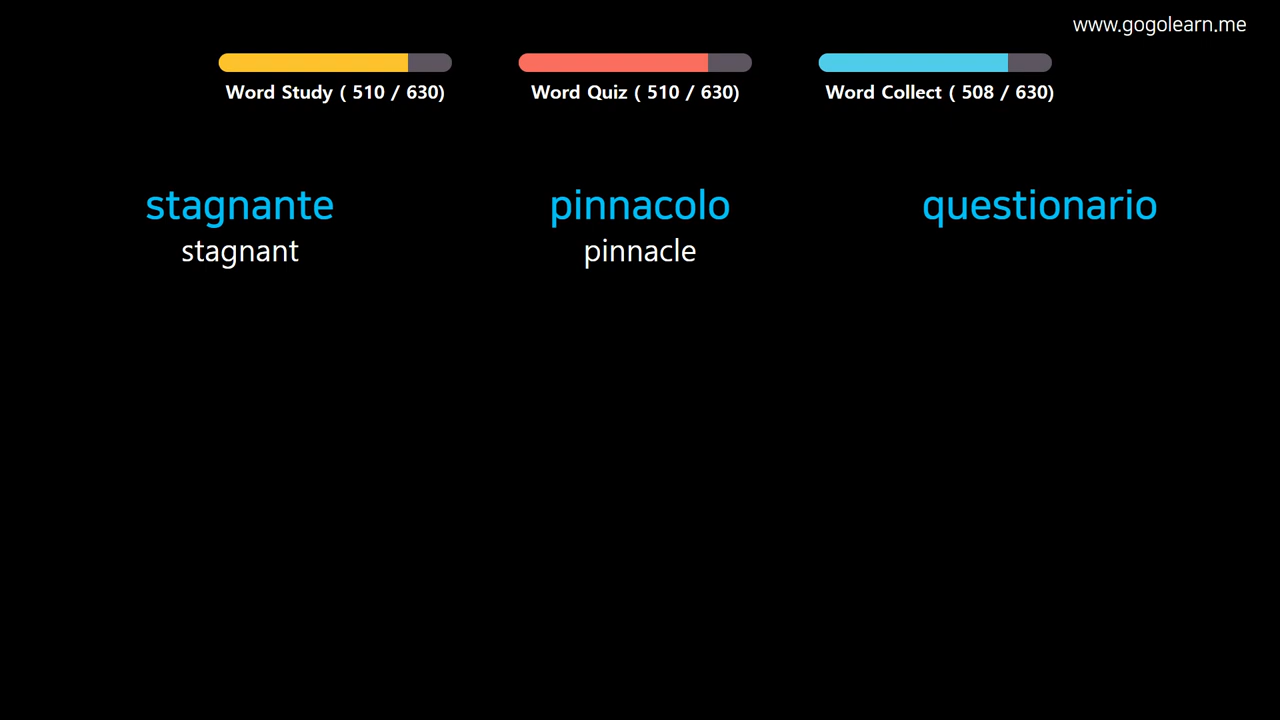 www.gogolearn.me
Word Study ( 510 / 630)
Word Quiz ( 510 / 630)
Word Collect ( 508 / 630)
stagnante
stagnant
pinnacolo
pinnacle
questionario